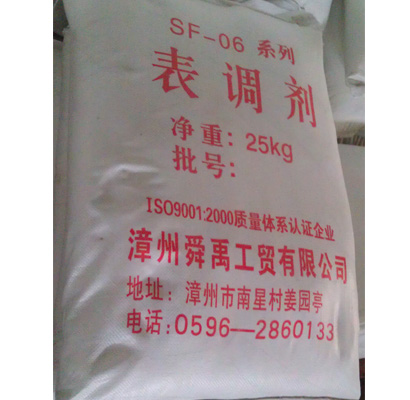 SF-06 系列
表调剂
净重: 25kg
批号:
ISO9001:2000质量体系认证企业
漳州舜禹工贸有限公司
地址: 漳州市南星村姜园亭
电话: 0596—2860133